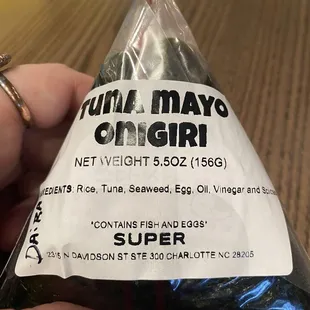 TUNA MAYO
ONIGIRI
NET WEIGHT 5.5OZ (156G)
EDIENTS: Rice, Tuna, Seaweed, Egg, Oil, Vinegar and
*CONTAINS FISH AND EGGS*
SUPER
N DAVIDSON ST STE 300 CHARLOTTE NC 28205